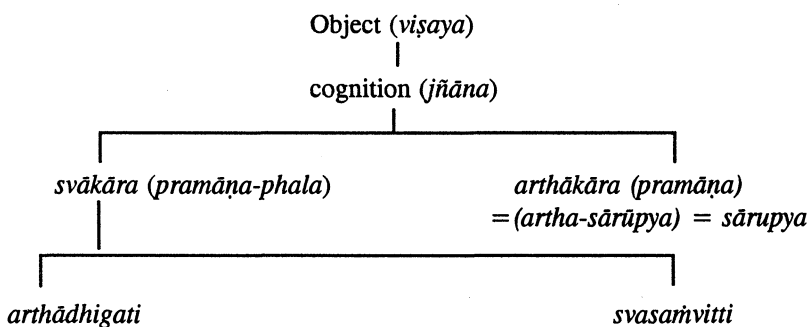 Object (viṣaya)
cognition (jñāna)
svākāra (pramāṇa-phala)
arthākāra (pramāṇa)
=(artha-sārūpya) = sārupya
arthādhigati
svasaṁvitti